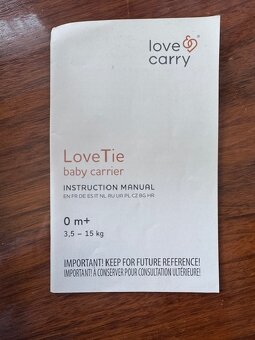 love
carry
LoveTie
baby carrier
INSTRUCTION MANUAL
EN FR DE ES IT NL RU UA PL CZ BG HR
0 m+
3,5 – 15 kg
IMPORTANT! KEEP FOR FUTURE REFERENCE!
IMPORTANT! À CONSERVER POUR CONSULTATION ULTÉRIEURE!